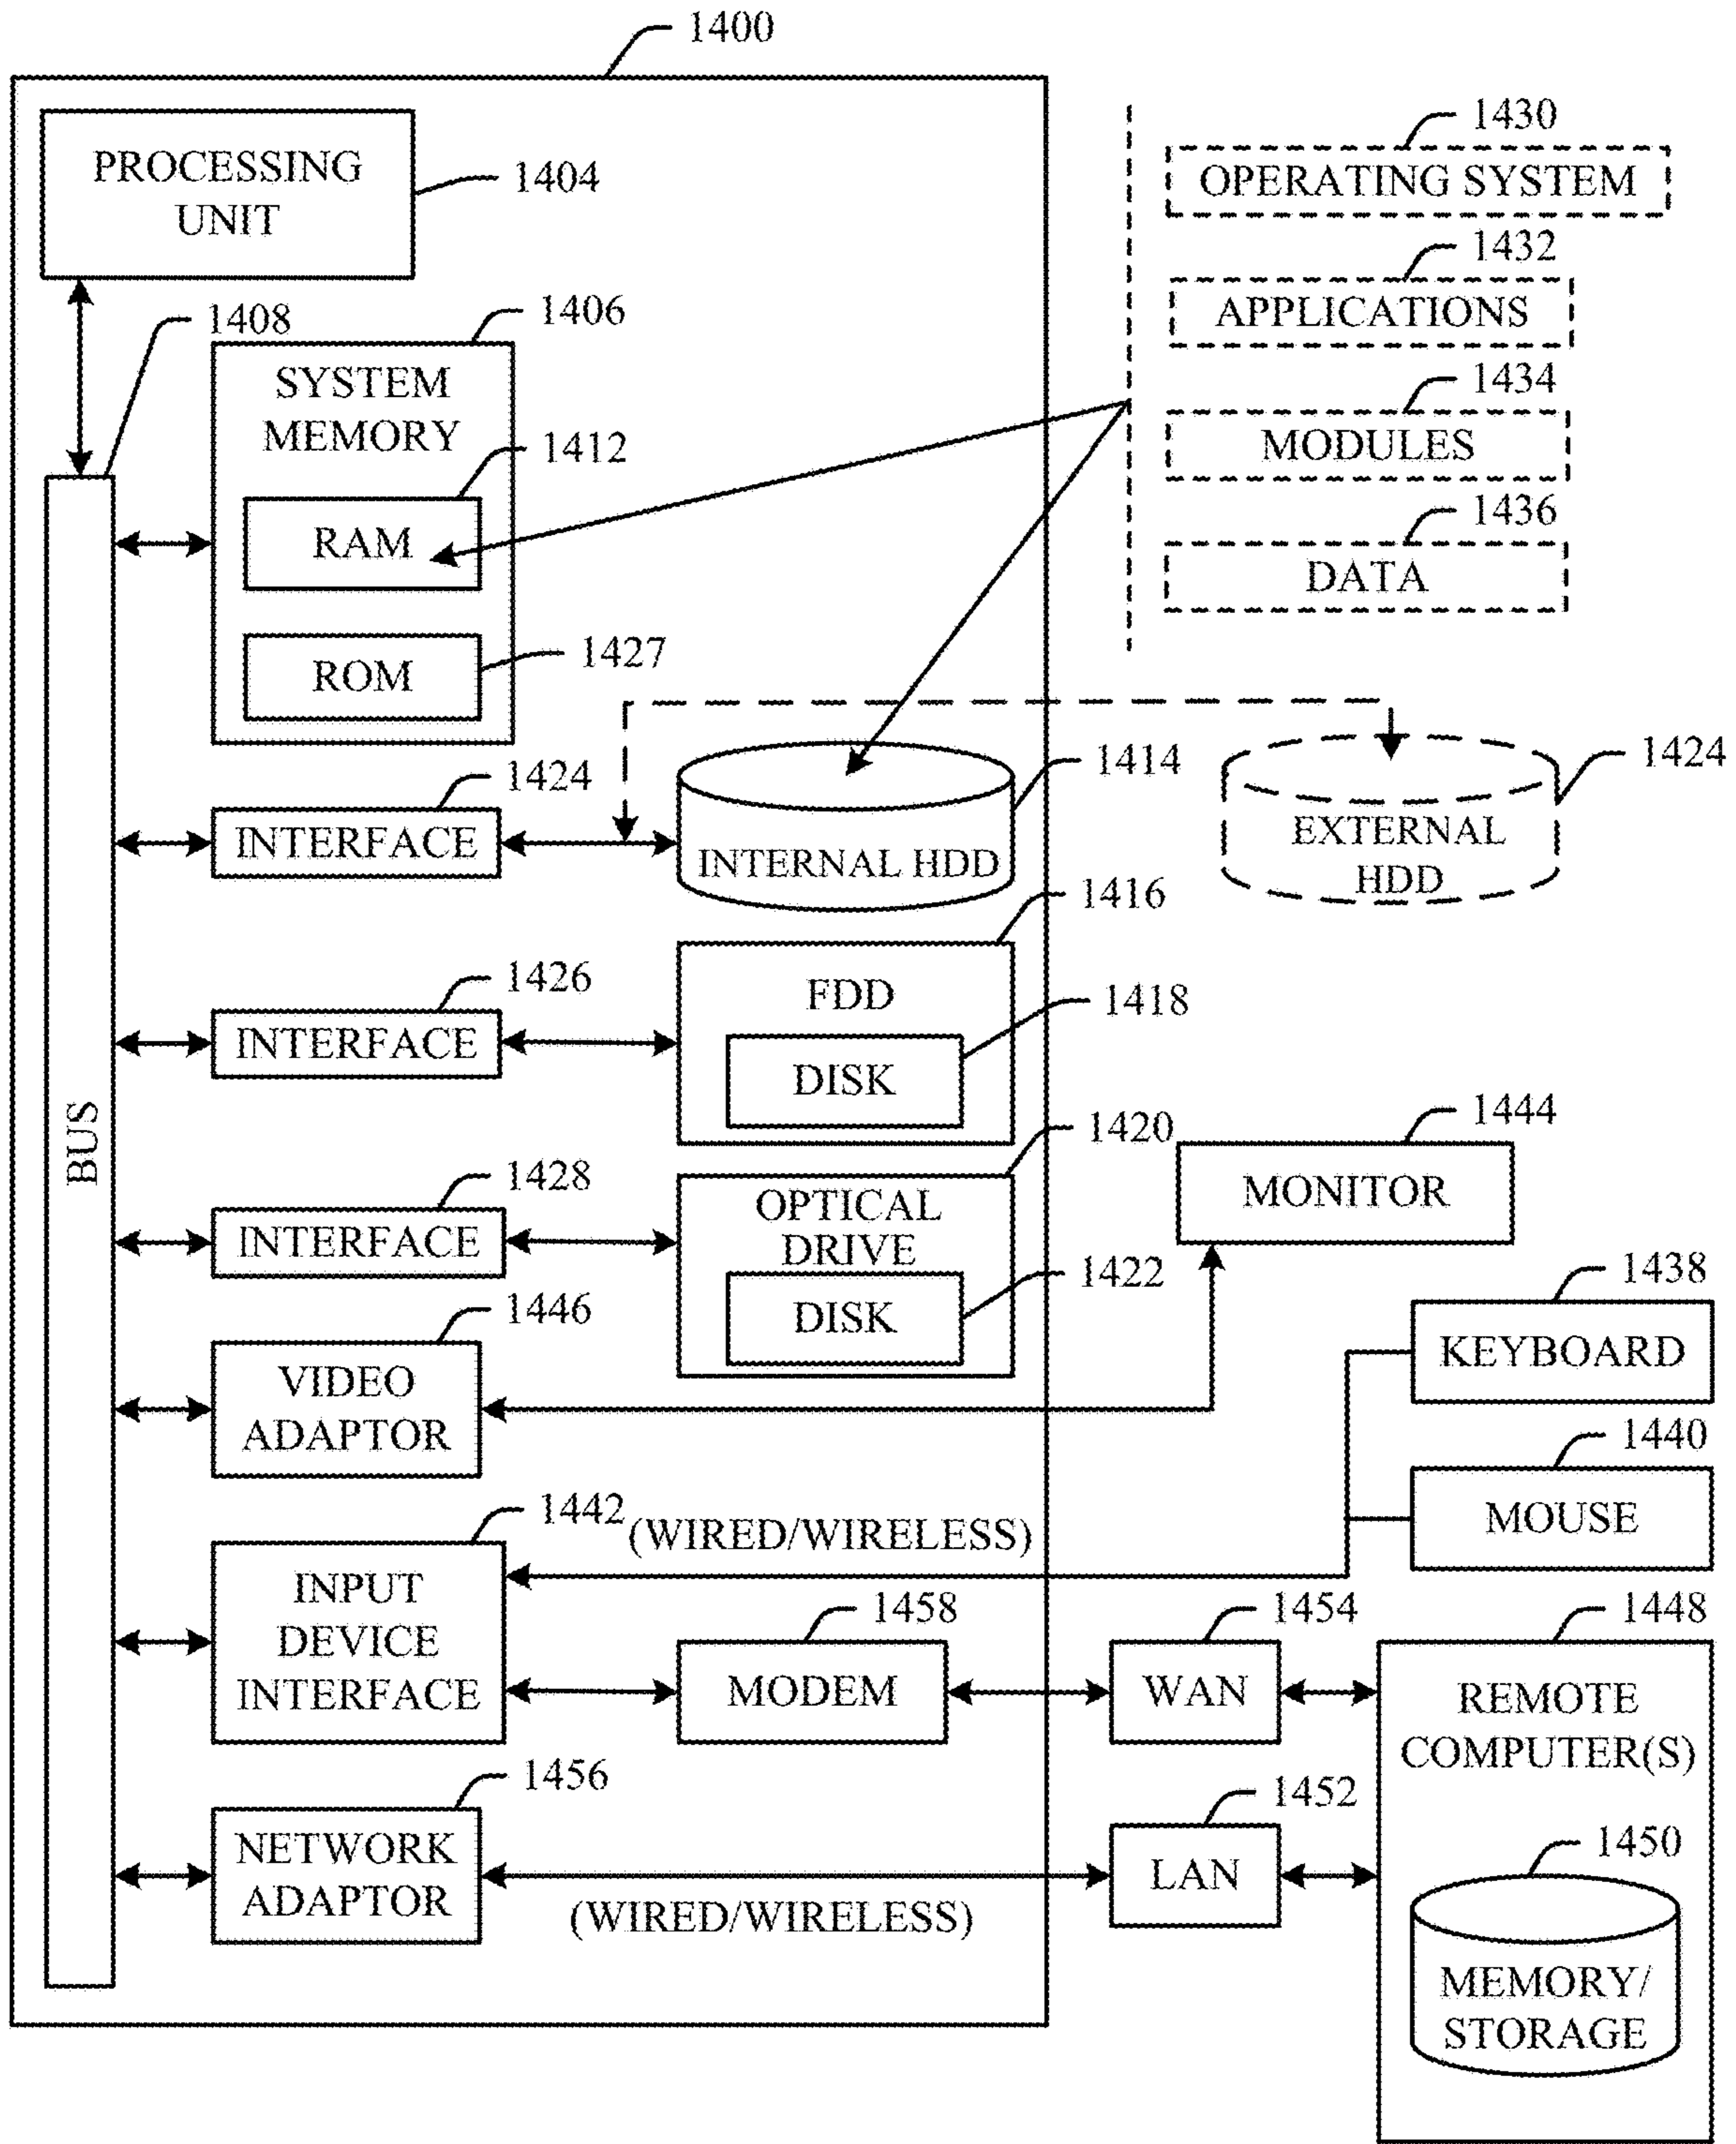 1400
PROCESSING
UNIT
1404
1430
OPERATING SYSTEM
1432
APPLICATIONS
1434
MODULES
1436
DATA
1408
1406
SYSTEM
MEMORY
1412
RAM
ROM
1427
1424
INTERFACE
1414
INTERNAL HDD
1424
EXTERNAL
HDD
1426
INTERFACE
1416
FDD
1418
DISK
BUS
1428
INTERFACE
1420
OPTICAL
DRIVE
1422
DISK
1444
MONITOR
1446
VIDEO
ADAPTOR
1438
KEYBOARD
1440
MOUSE
1442
(WIRED/WIRELESS)
INPUT
DEVICE
INTERFACE
1458
MODEM
1454
WAN
1448
REMOTE
COMPUTER(S)
1456
NETWORK
ADAPTOR
(WIRED/WIRELESS)
1452
LAN
1450
MEMORY/
STORAGE